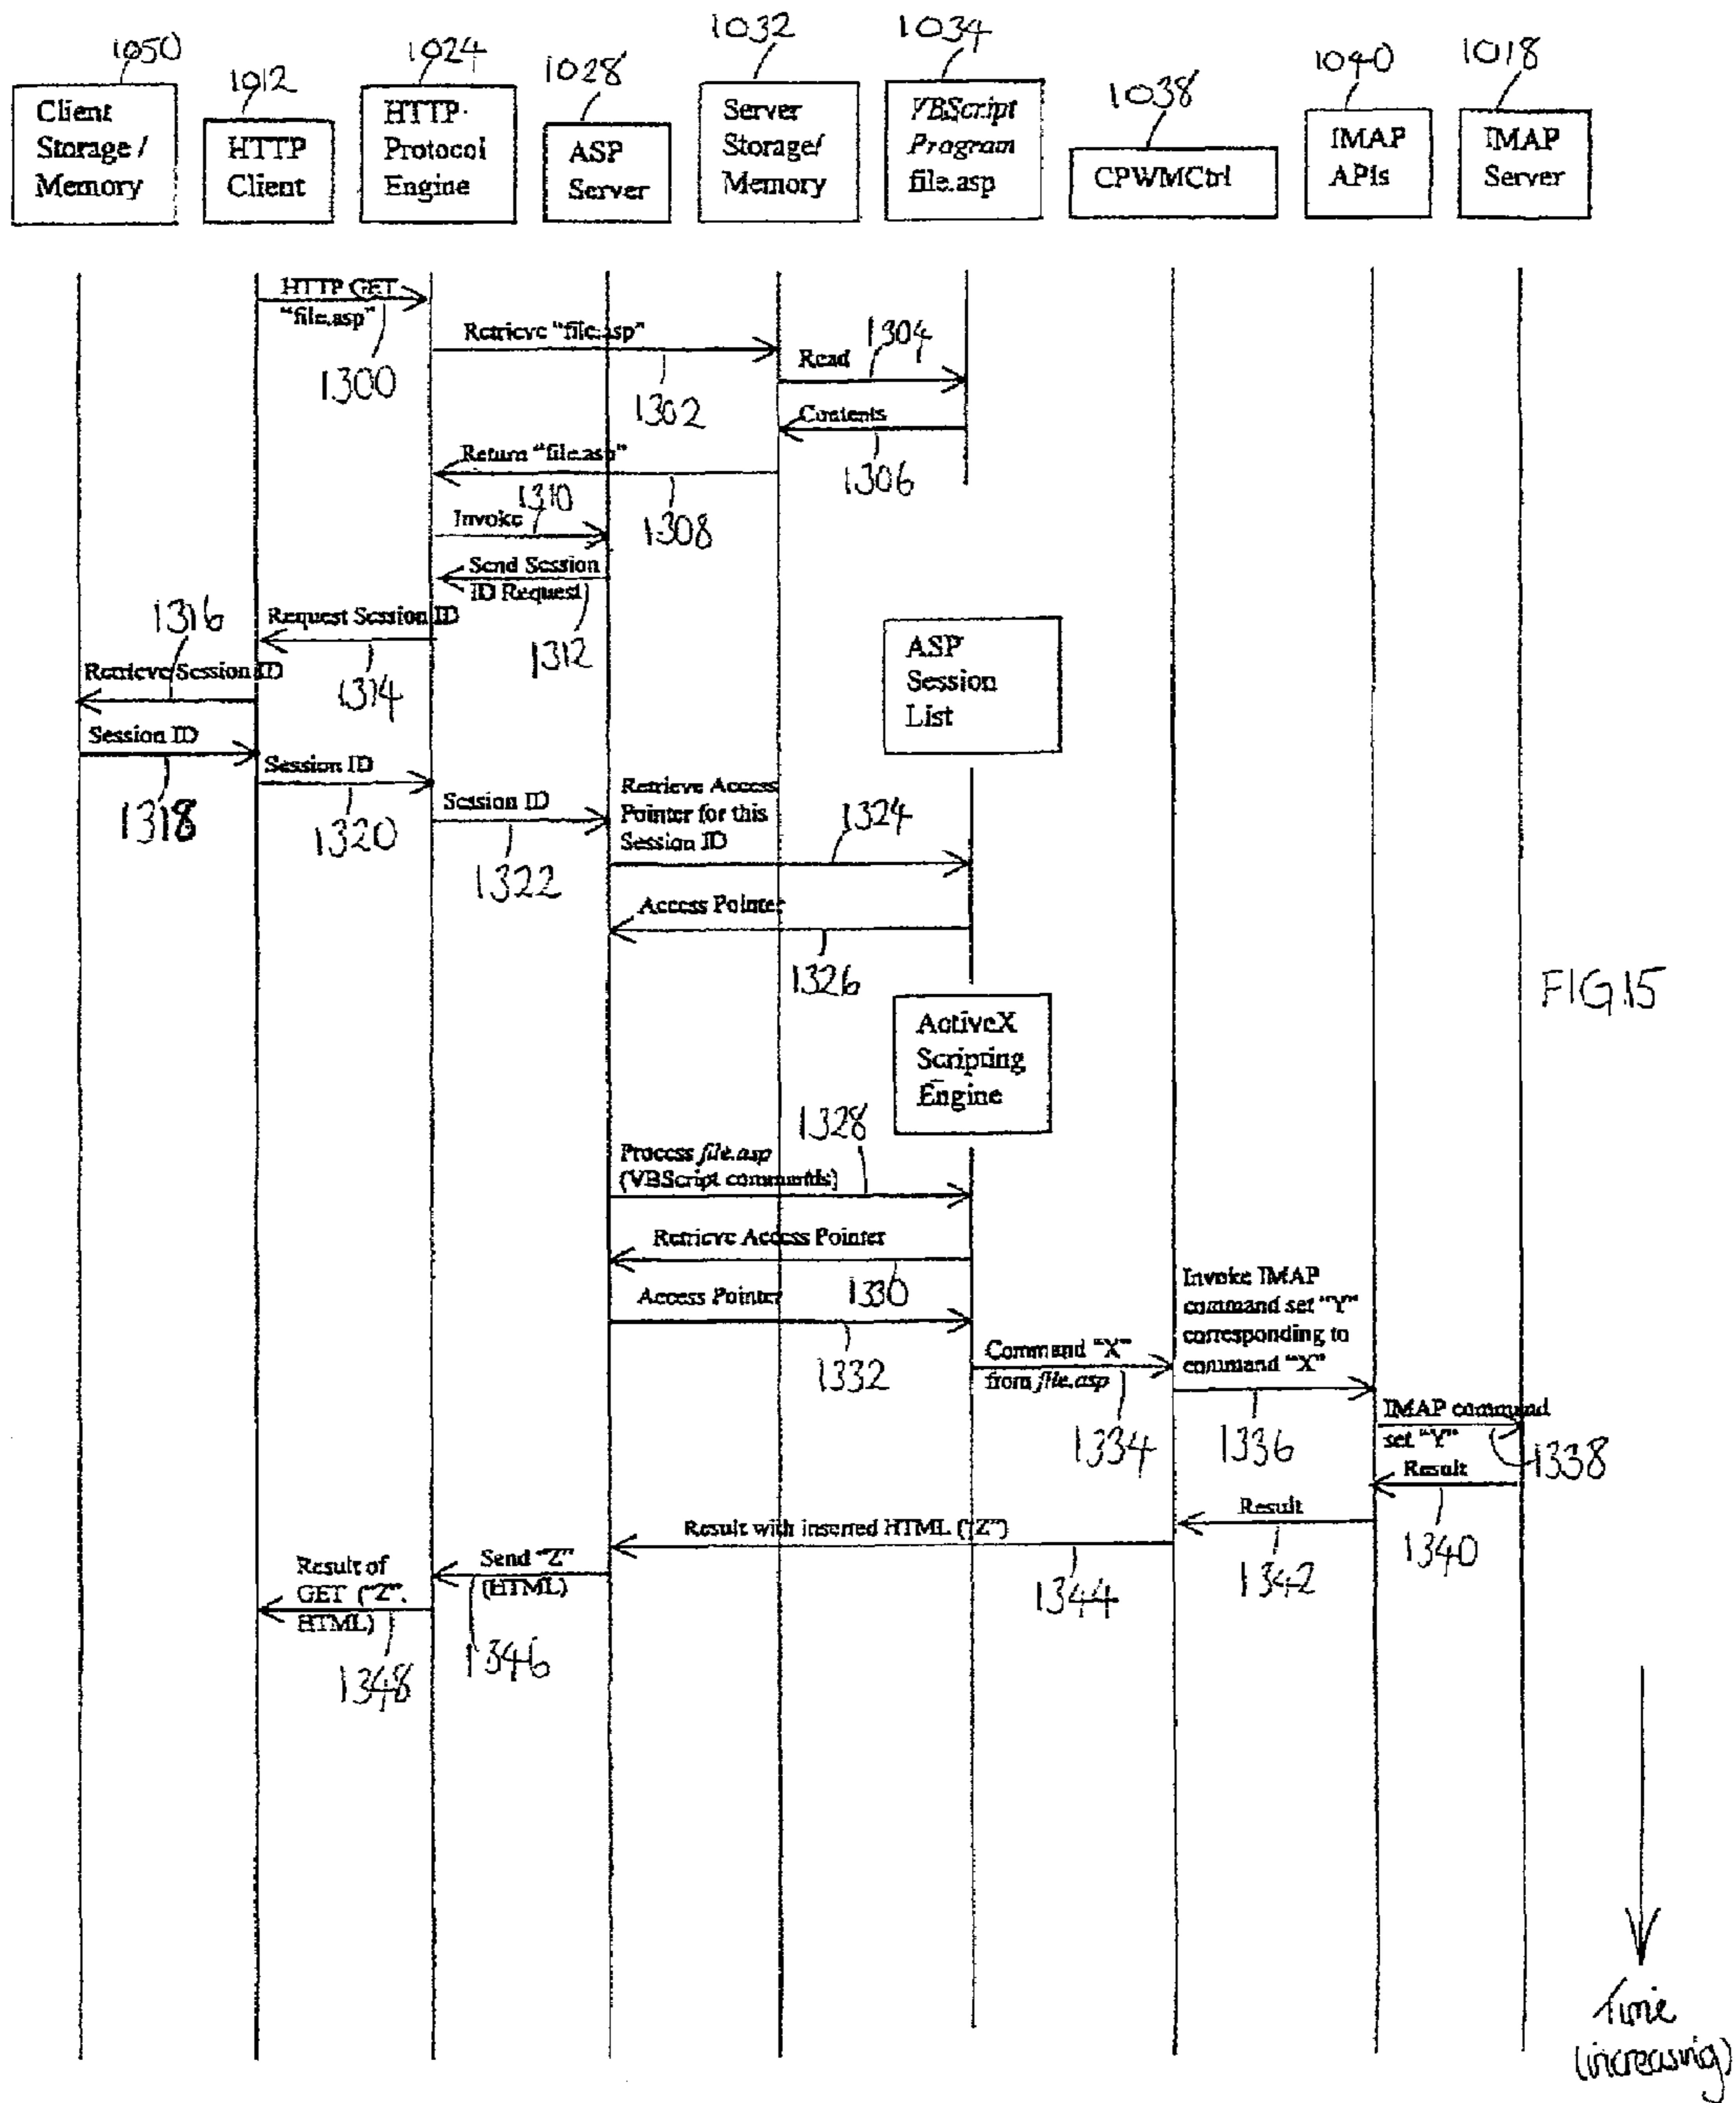 1050
1012
1024
1028
1032
1034
1038
1040
1018
Client
Storage /
Memory
HTTP
Client
HTTP
Protocol
Engine
ASP
Server
Server
Storage/
Memory
VBScript
Program
file.asp
CPWMCtrl
IMAP
APIs
IMAP
Server
HTTP GET
"file.asp"
1300
Retrieve "file.asp"
1302
1304
Read
Contents
1306
Return "file.asp"
1308
1310
Invoke
Send Session
ID Request
1312
Request Session ID
1314
1316
Retrieve Session ID
Session ID
1318
Session ID
1320
Session ID
1322
ASP
Session
List
Retrieve Access
Pointer for this
Session ID
1324
Access Pointer
1326
FIG.15
ActiveX
Scripting
Engine
1328
Process file.asp
(VBScript commands)
Retrieve Access Pointer
1330
Access Pointer
1332
Command "X"
from file.asp
1334
Invoke IMAP
command set "Y"
corresponding to
command "X"
1336
IMAP command
set "Y"
1338
Result
1340
Result
1342
Result with inserted HTML ("Z")
1344
Send "Z"
(HTML)
1346
Result of
GET ("Z",
HTML)
1348
Time
(increasing)